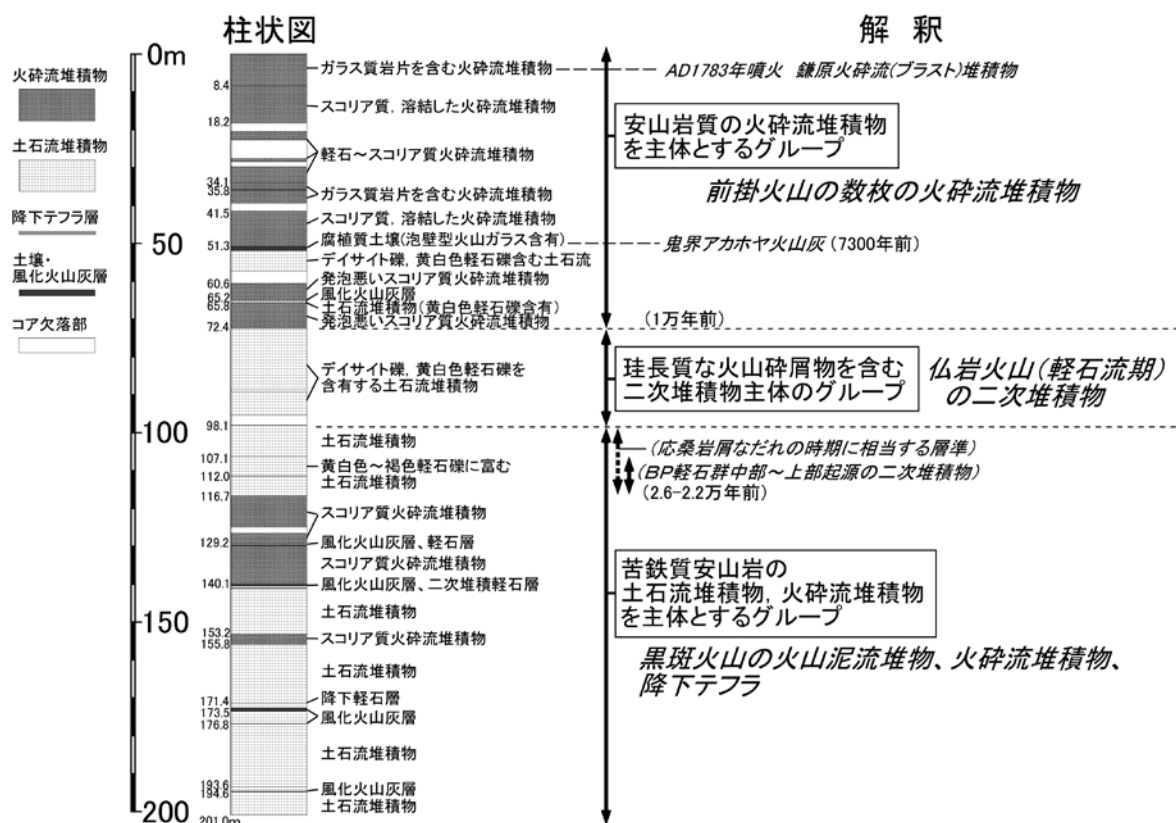 柱状図
解 釈
火砕流堆積物
土石流堆積物
降下テフラ層
土壌・
風化火山灰層
コア欠落部
0m
50
100
150
200
8.4
18.2
34.1
35.8
41.5
51.3
60.6
65.2
65.8
72.4
98.1
107.1
112.0
116.7
129.2
140.1
153.2
155.8
171.4
173.5
176.8
193.6
194.6
201.0m
ガラス質岩片を含む火砕流堆積物
スコリア質, 溶結した火砕流堆積物
軽石～スコリア質火砕流堆積物
ガラス質岩片を含む火砕流堆積物
スコリア質, 溶結した火砕流堆積物
腐植質土壌(泡壁型火山ガラス含有)
デイサイト礫, 黄白色軽石礫含む土石流
発泡悪いスコリア質火砕流堆積物
風化火山灰層
土石流堆積物(黄白色軽石礫含有)
発泡悪いスコリア質火砕流堆積物
デイサイト礫, 黄白色軽石礫を
含有する土石流堆積物
土石流堆積物
黄白色～褐色軽石礫に富む
土石流堆積物
スコリア質火砕流堆積物
風化火山灰層、軽石層
スコリア質火砕流堆積物
風化火山灰層、二次堆積軽石層
土石流堆積物
スコリア質火砕流堆積物
土石流堆積物
降下軽石層
風化火山灰層
土石流堆積物
風化火山灰層
土石流堆積物
AD1783年噴火 鎌原火砕流(ブラスト)堆積物
安山岩質の火砕流堆積物
を主体とするグループ
前掛火山の数枚の火砕流堆積物
鬼界アカホヤ火山灰 (7300年前)
(1万年前)
珪長質な火山砕屑物を含む
二次堆積物主体のグループ
仏岩火山(軽石流期)
の二次堆積物
(応桑岩屑なだれの時期に相当する層準)
(BP軽石群中部～上部起源の二次堆積物)
(2.6-2.2万年前)
苦鉄質安山岩の
土石流堆積物, 火砕流堆積物
を主体とするグループ
黒斑火山の火山泥流堆物、火砕流堆積物、
降下テフラ